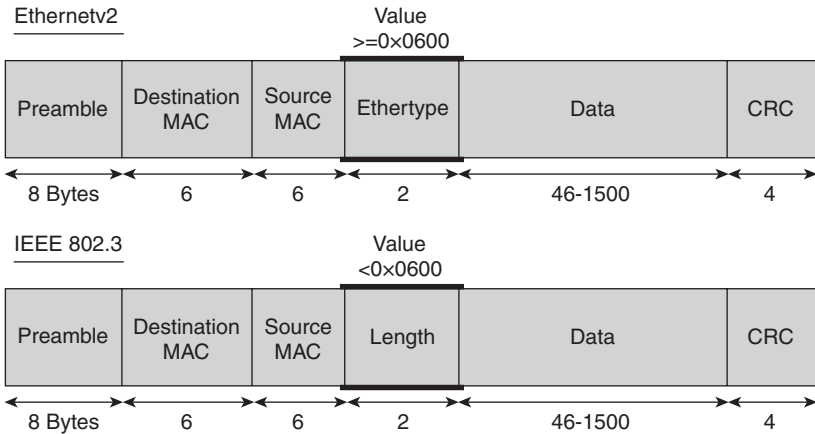 Ethernetv2
Value
>=0×0600
Preamble
Destination
MAC
Source
MAC
Ethertype
Data
CRC
8 Bytes
6
6
2
46-1500
4
IEEE 802.3
Value
<0×0600
Preamble
Destination
MAC
Source
MAC
Length
Data
CRC
8 Bytes
6
6
2
46-1500
4